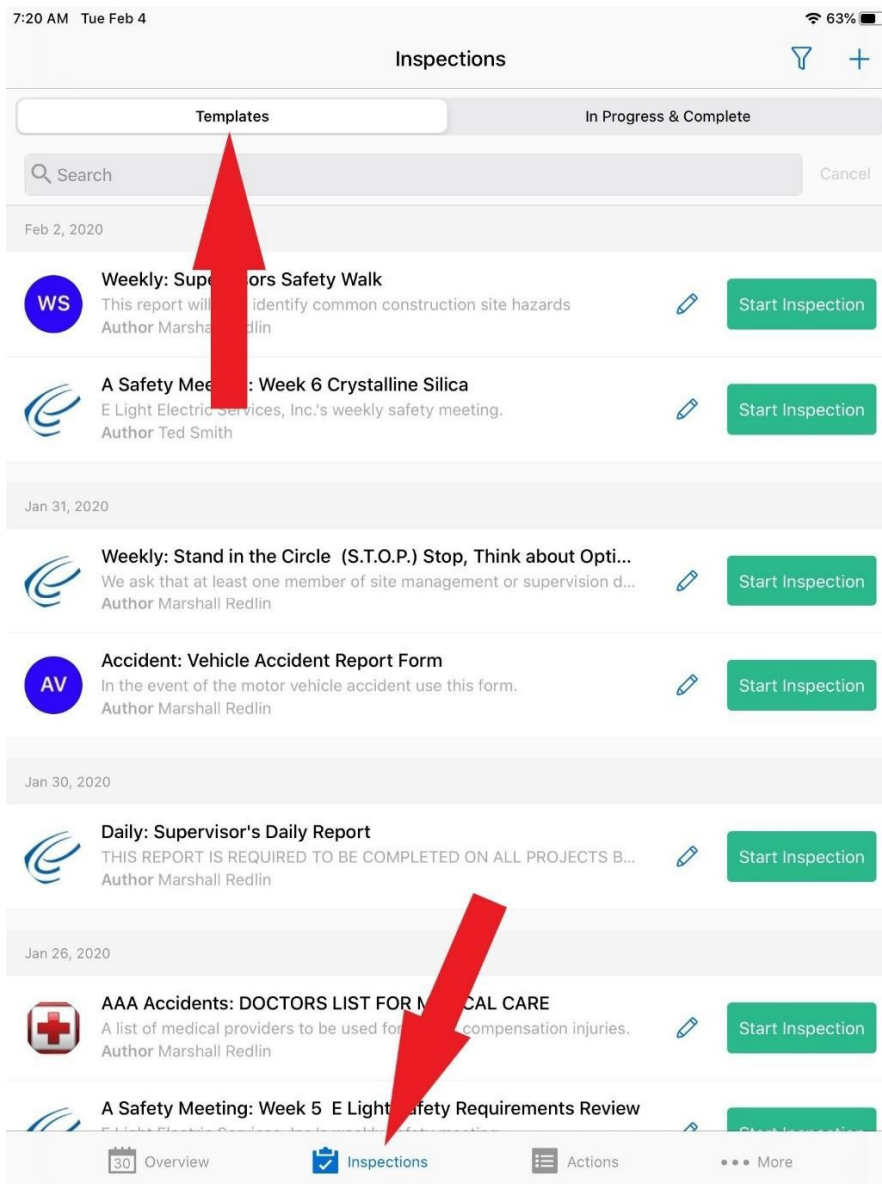 7:20 AM Tue Feb 4
63%
Inspections
Templates
In Progress & Complete
Search
Cancel
Feb 2, 2020
WS
Weekly: Supe ors Safety Walk
This report will identify common construction site hazards
Author Marsha dlin
Start Inspection
A Safety Mee : Week 6 Crystalline Silica
E Light Electric Services, Inc.'s weekly safety meeting.
Author Ted Smith
Start Inspection
Jan 31, 2020
Weekly: Stand in the Circle (S.T.O.P.) Stop, Think about Opti...
We ask that at least one member of site management or supervision d...
Author Marshall Redlin
Start Inspection
AV
Accident: Vehicle Accident Report Form
In the event of the motor vehicle accident use this form.
Author Marshall Redlin
Start Inspection
Jan 30, 2020
Daily: Supervisor's Daily Report
THIS REPORT IS REQUIRED TO BE COMPLETED ON ALL PROJECTS B...
Author Marshall Redlin
Start Inspection
Jan 26, 2020
AAA Accidents: DOCTORS LIST FOR M CAL CARE
A list of medical providers to be used for compensation injuries.
Author Marshall Redlin
Start Inspection
A Safety Meeting: Week 5 E Light fety Requirements Review
30
Overview
Inspections
Actions
More